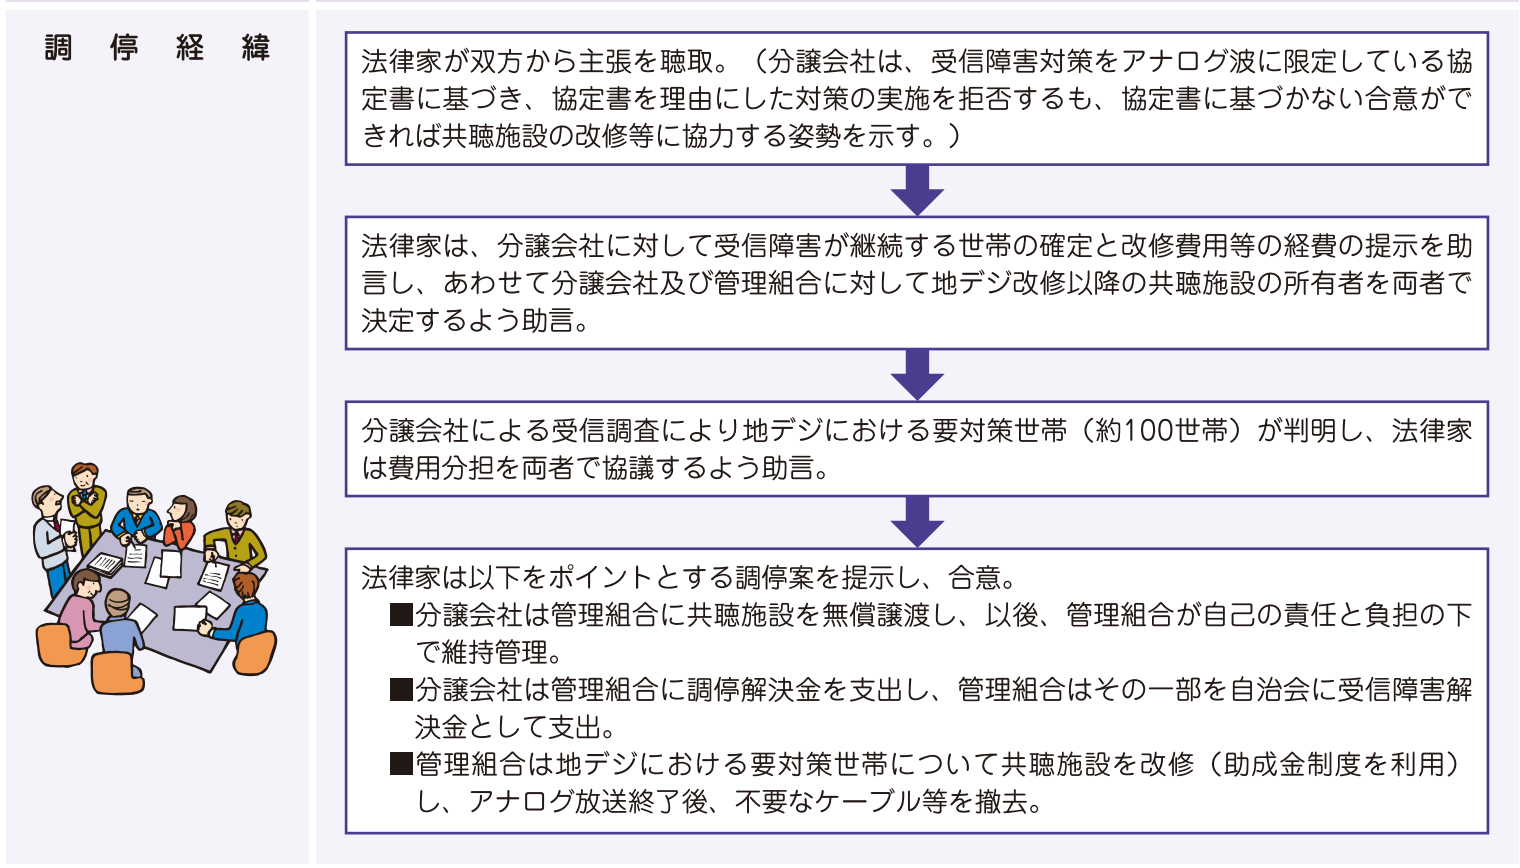 調停経緯
法律家が双方から主張を聴取。（分譲会社は、受信障害対策をアナログ波に限定している協
定書に基づき、協定書を理由にした対策の実施を拒否するも、協定書に基づかない合意がで
きれば共聴施設の改修等に協力する姿勢を示す。）
法律家は、分譲会社に対して受信障害が継続する世帯の確定と改修費用等の経費の提示を助
言し、あわせて分譲会社及び管理組合に対して地デジ改修以降の共聴施設の所有者を両者で
決定するよう助言。
分譲会社による受信調査により地デジにおける要対策世帯（約100世帯）が判明し、法律家
は費用分担を両者で協議するよう助言。
法律家は以下をポイントとする調停案を提示し、合意。
■分譲会社は管理組合に共聴施設を無償譲渡し、以後、管理組合が自己の責任と負担の下
で維持管理。
■分譲会社は管理組合に調停解決金を支出し、管理組合はその一部を自治会に受信障害解
決金として支出。
■管理組合は地デジにおける要対策世帯について共聴施設を改修（助成金制度を利用）
し、アナログ放送終了後、不要なケーブル等を撤去。